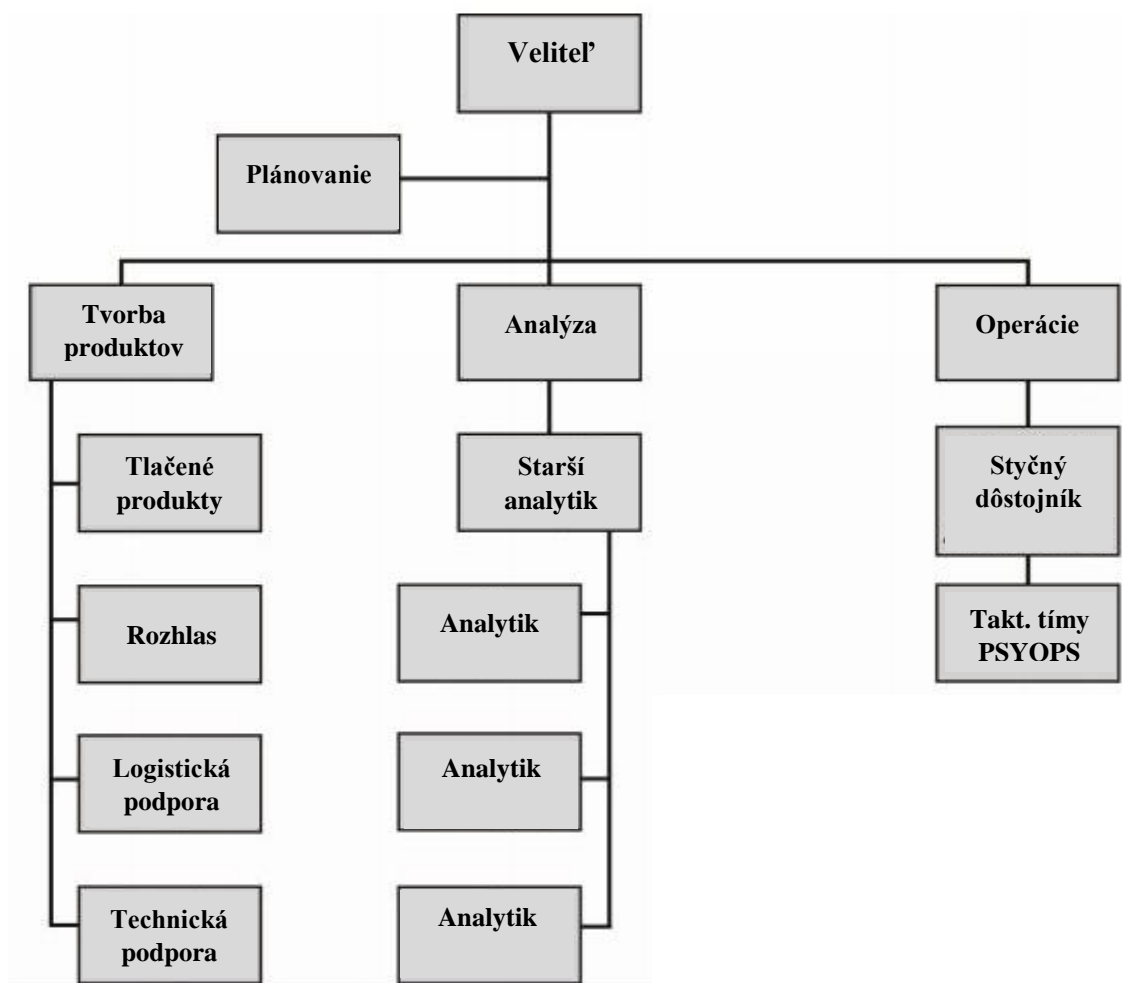 Veliteľ
Plánovanie
Tvorba
produktov
Analýza
Operácie
Tlačené
produkty
Starší
analytik
Styčný
dôstojník
Rozhlas
Analytik
Takt. tímy
PSYOPS
Logistická
podpora
Analytik
Technická
podpora
Analytik